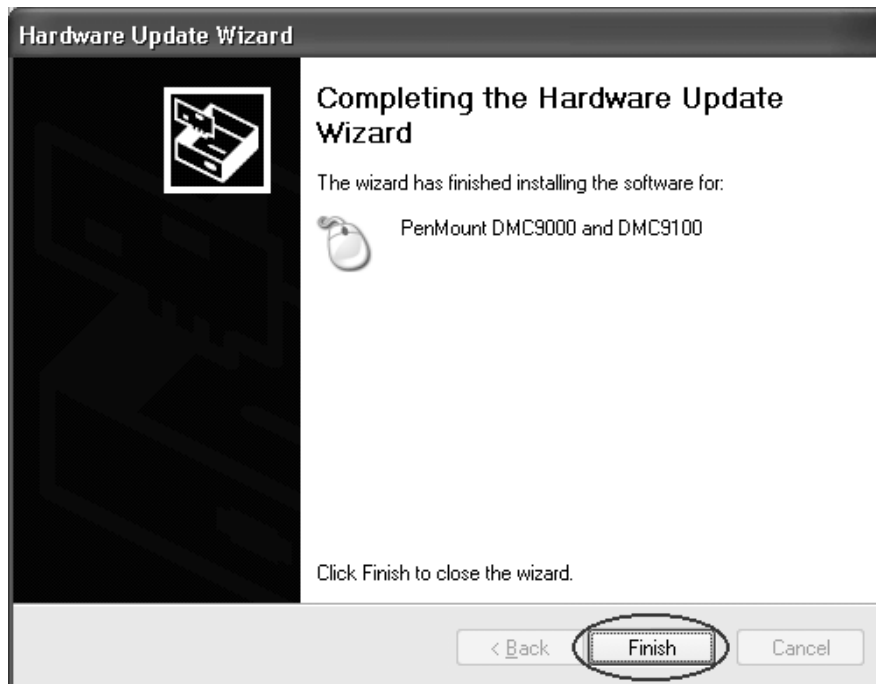 Hardware Update Wizard
Completing the Hardware Update
Wizard
The wizard has finished installing the software for:
PenMount DMC9000 and DMC9100
Click Finish to close the wizard.
< Back Finish Cancel